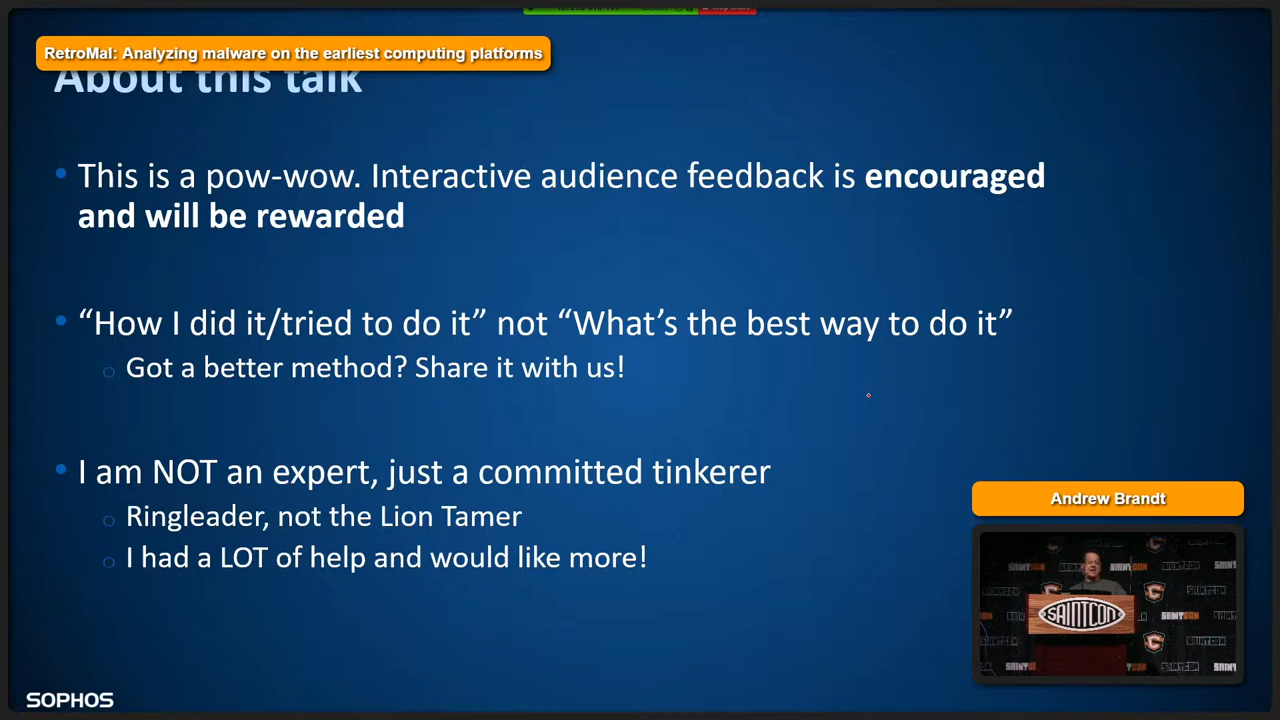 RetroMal: Analyzing malware on the earliest computing platforms
About this talk
This is a pow-wow. Interactive audience feedback is encouraged
and will be rewarded
“How I did it/tried to do it” not “What’s the best way to do it”
Got a better method? Share it with us!
I am NOT an expert, just a committed tinkerer
Ringleader, not the Lion Tamer
I had a LOT of help and would like more!
Andrew Brandt
SAINTCON
SOPHOS